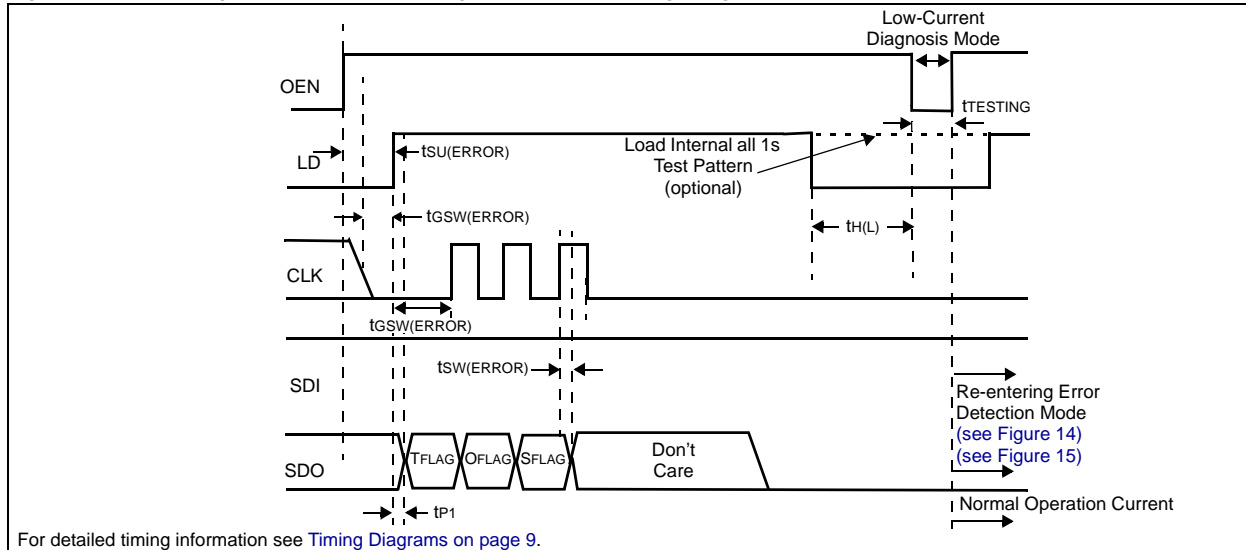 Low-Current
Diagnosis Mode
OEN
tTESTING
LD
tSU(ERROR)
Load Internal all 1s
Test Pattern
(optional)
tGSW(ERROR)
tH(L)
CLK
tGSW(ERROR)
tSW(ERROR)
SDI
Re-entering Error
Detection Mode
(see Figure 14)
(see Figure 15)
SDO
TFLAG
OFLAG
SFLAG
Don't
Care
tP1
Normal Operation Current
For detailed timing information see Timing Diagrams on page 9.